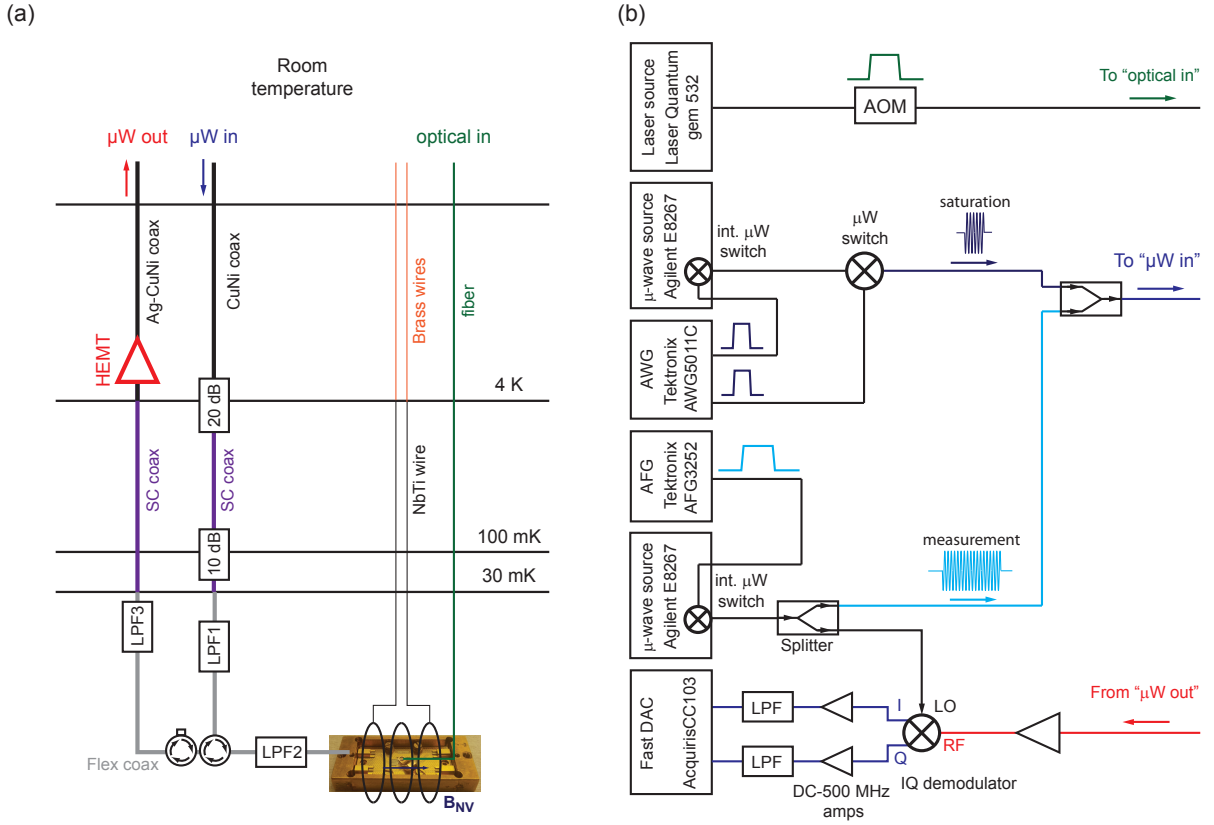 (a)
Room
temperature
µW out
µW in
optical in
Ag-CuNi coax
CuNi coax
Brass wires
fiber
HEMT
4 K
20 dB
SC coax
SC coax
NbTi wire
100 mK
10 dB
30 mK
LPF3
LPF1
Flex coax
LPF2
BNV
(b)
Laser source
Laser Quantum
gem 532
AOM
To “optical in”
µ-wave source
Agilent E8267
int. µW
switch
µW
switch
saturation
To “µW in”
AWG
Tektronix
AWG5011C
AFG
Tektronix
AFG3252
µ-wave source
Agilent E8267
int. µW
switch
measurement
Splitter
Fast DAC
AcquirisCC103
LPF
I
LO
From “µW out”
RF
LPF
Q
IQ demodulator
DC-500 MHz
amps